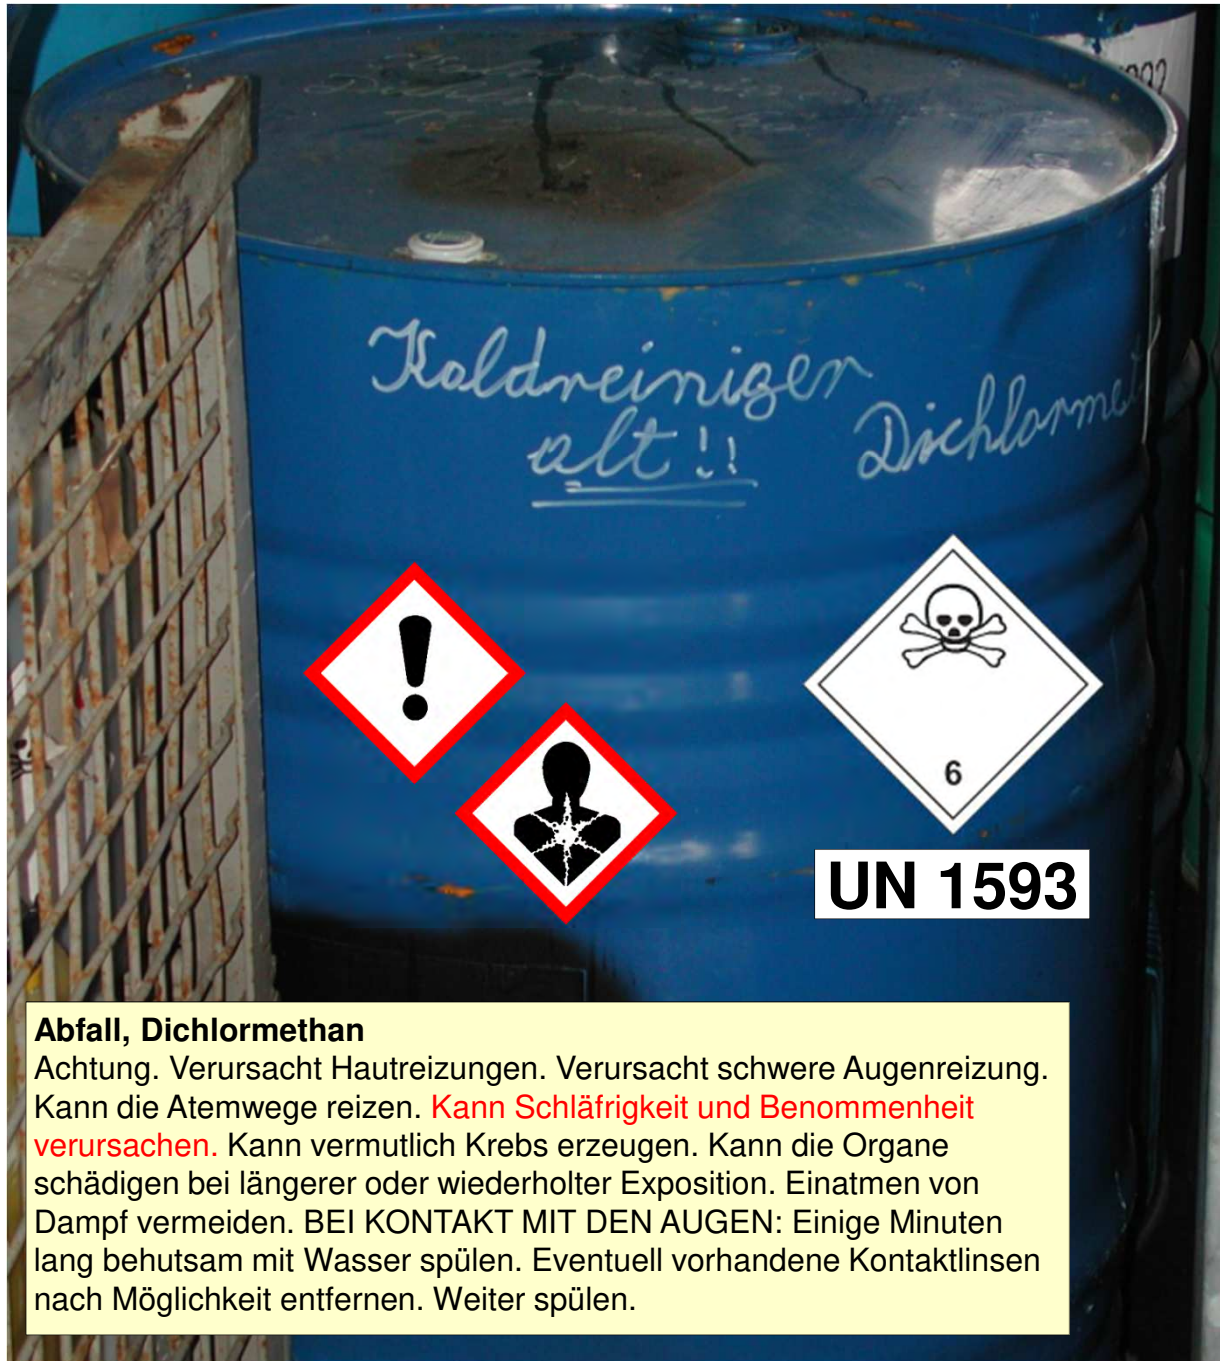 Kaldreiniger
alt!!
Dichlormet
6
UN 1593
Abfall, Dichlormethan
Achtung. Verursacht Hautreizungen. Verursacht schwere Augenreizung.
Kann die Atemwege reizen. Kann Schläfrigkeit und Benommenheit
verursachen. Kann vermutlich Krebs erzeugen. Kann die Organe
schädigen bei längerer oder wiederholter Exposition. Einatmen von
Dampf vermeiden. BEI KONTAKT MIT DEN AUGEN: Einige Minuten
lang behutsam mit Wasser spülen. Eventuell vorhandene Kontaktlinsen
nach Möglichkeit entfernen. Weiter spülen.